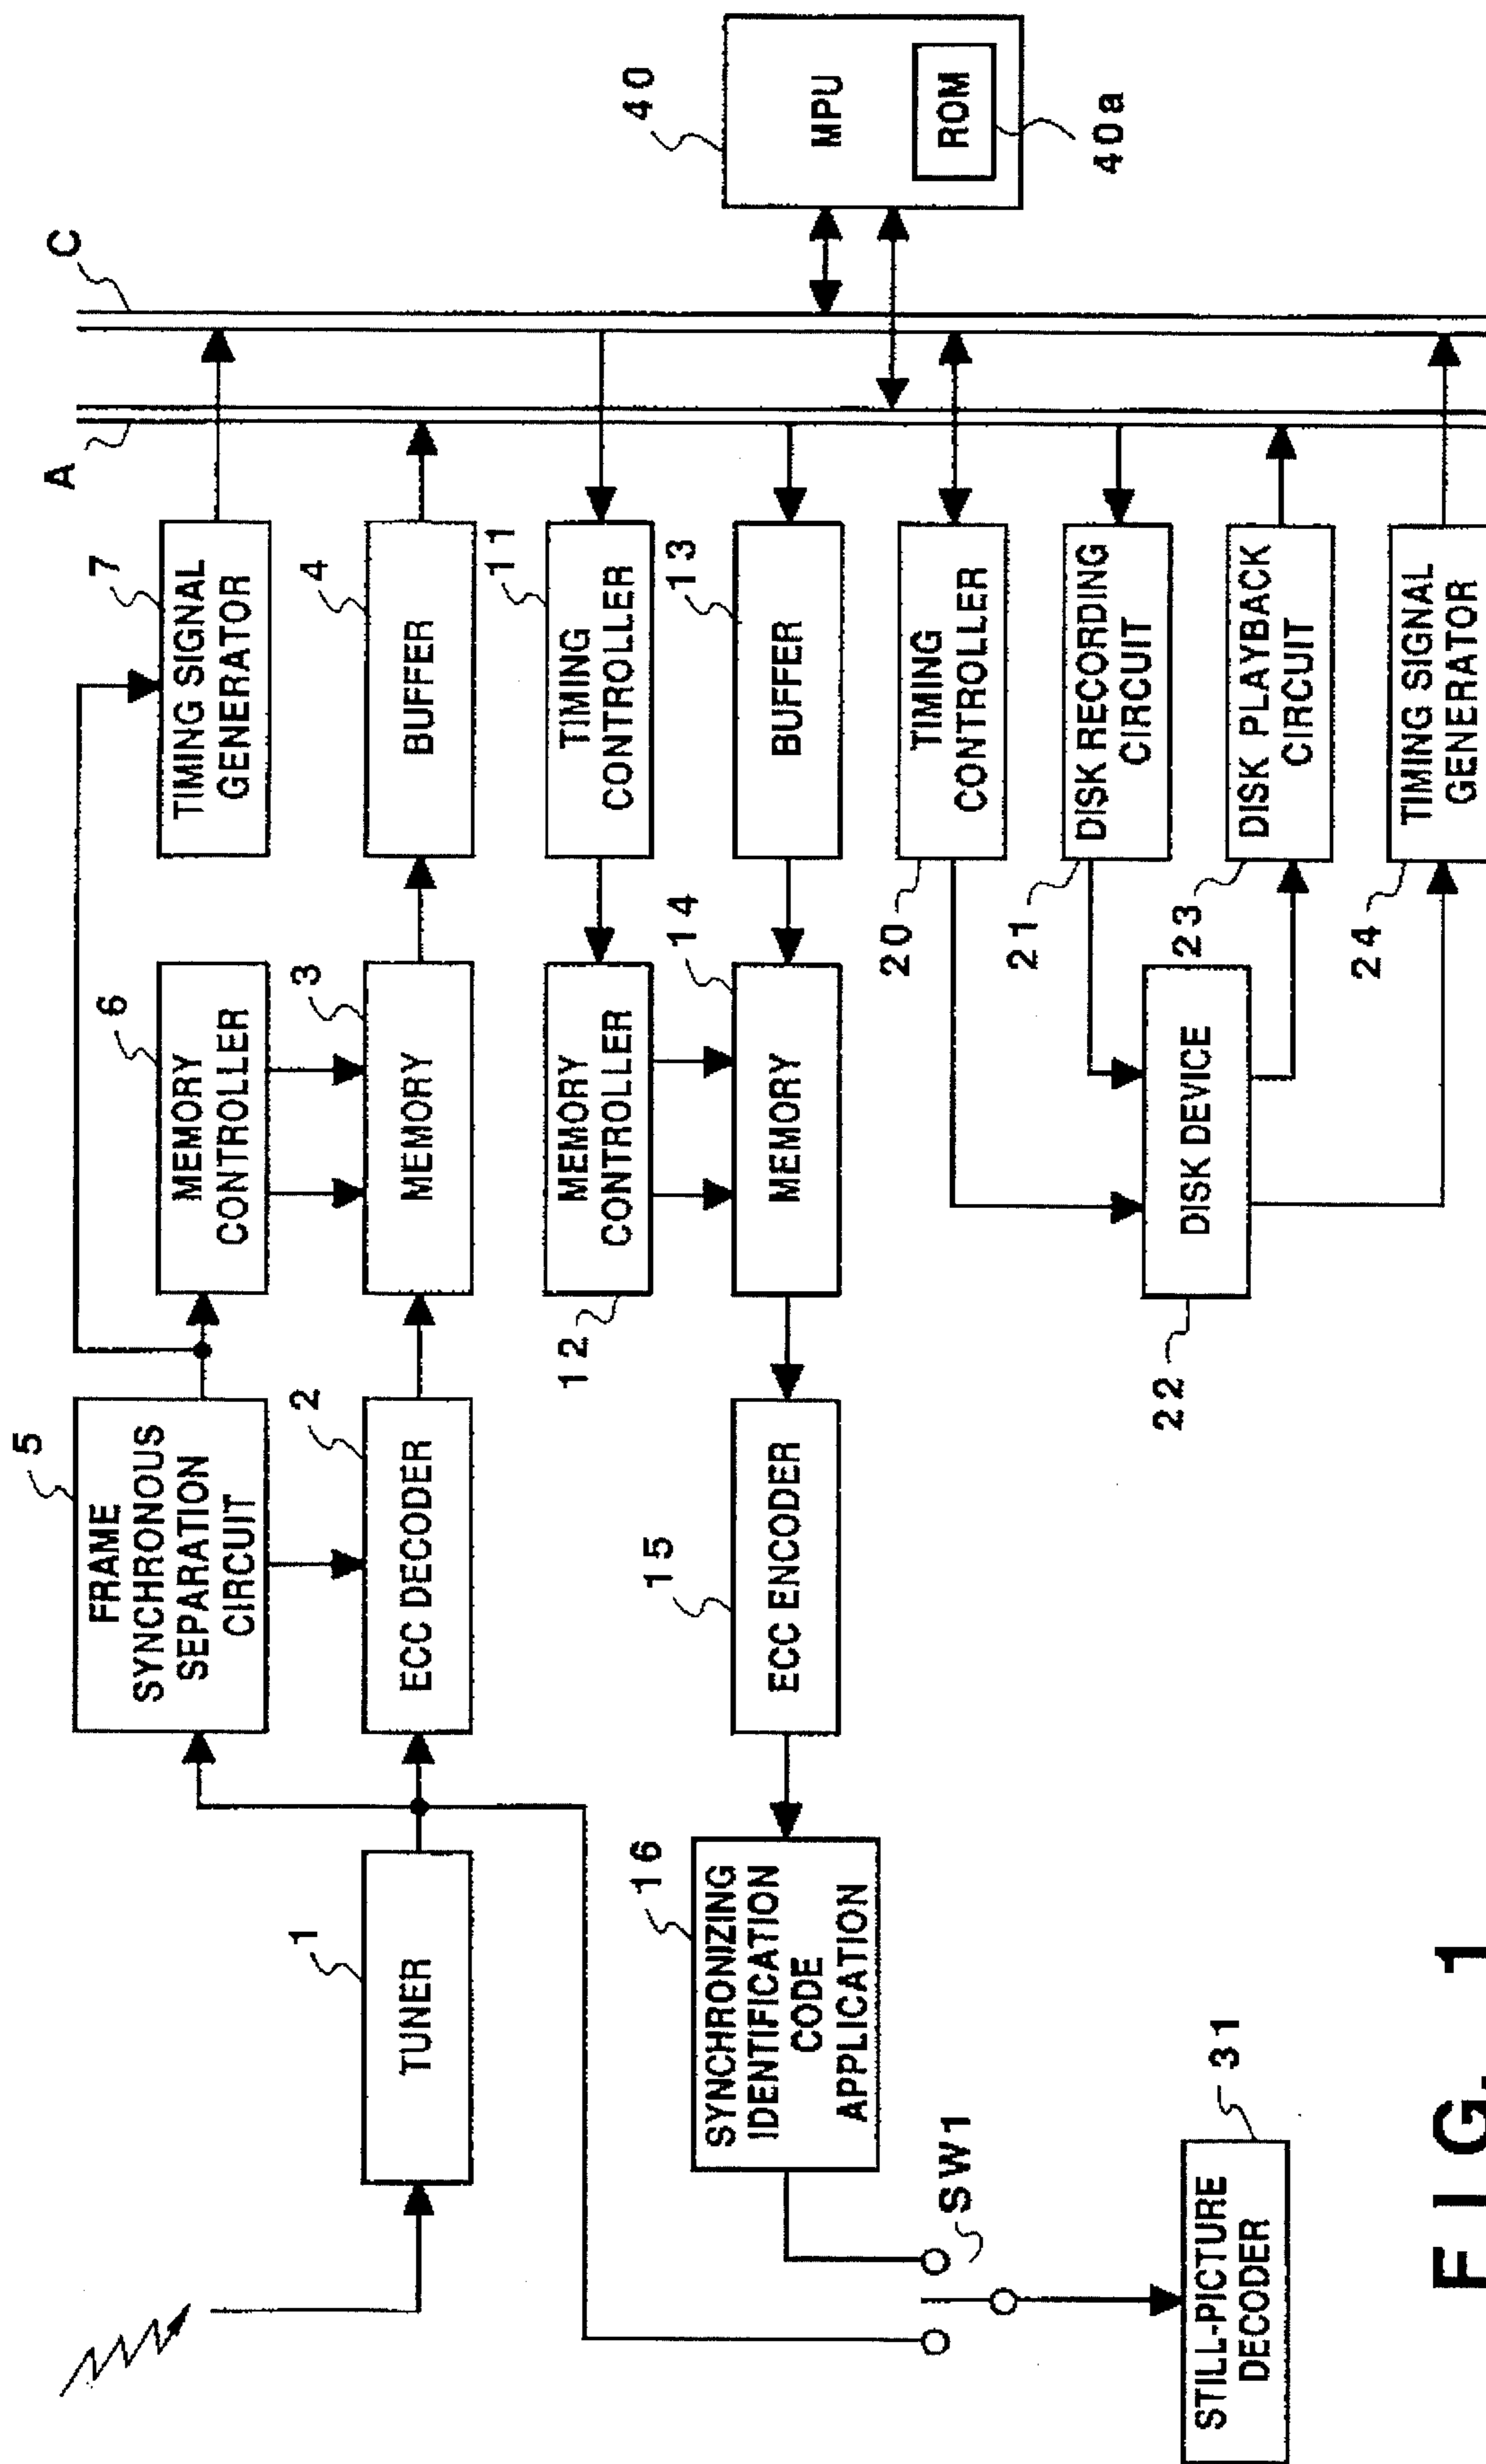 5
FRAME
SYNCHRONOUS
SEPARATION
CIRCUIT
6
MEMORY
CONTROLLER
7
TIMING SIGNAL
GENERATOR
A
C
1
TUNER
2
ECC DECODER
3
MEMORY
4
BUFFER
12
MEMORY
CONTROLLER
11
TIMING
CONTROLLER
40
MPU
ROM
40a
16
SYNCHRONIZING
IDENTIFICATION
CODE
APPLICATION
15
ECC ENCODER
14
MEMORY
13
BUFFER
20
TIMING
CONTROLLER
SW1
21
DISK RECORDING
CIRCUIT
22
DISK DEVICE
23
DISK PLAYBACK
CIRCUIT
31
STILL-PICTURE
DECODER
24
TIMING SIGNAL
GENERATOR
FIG. 1